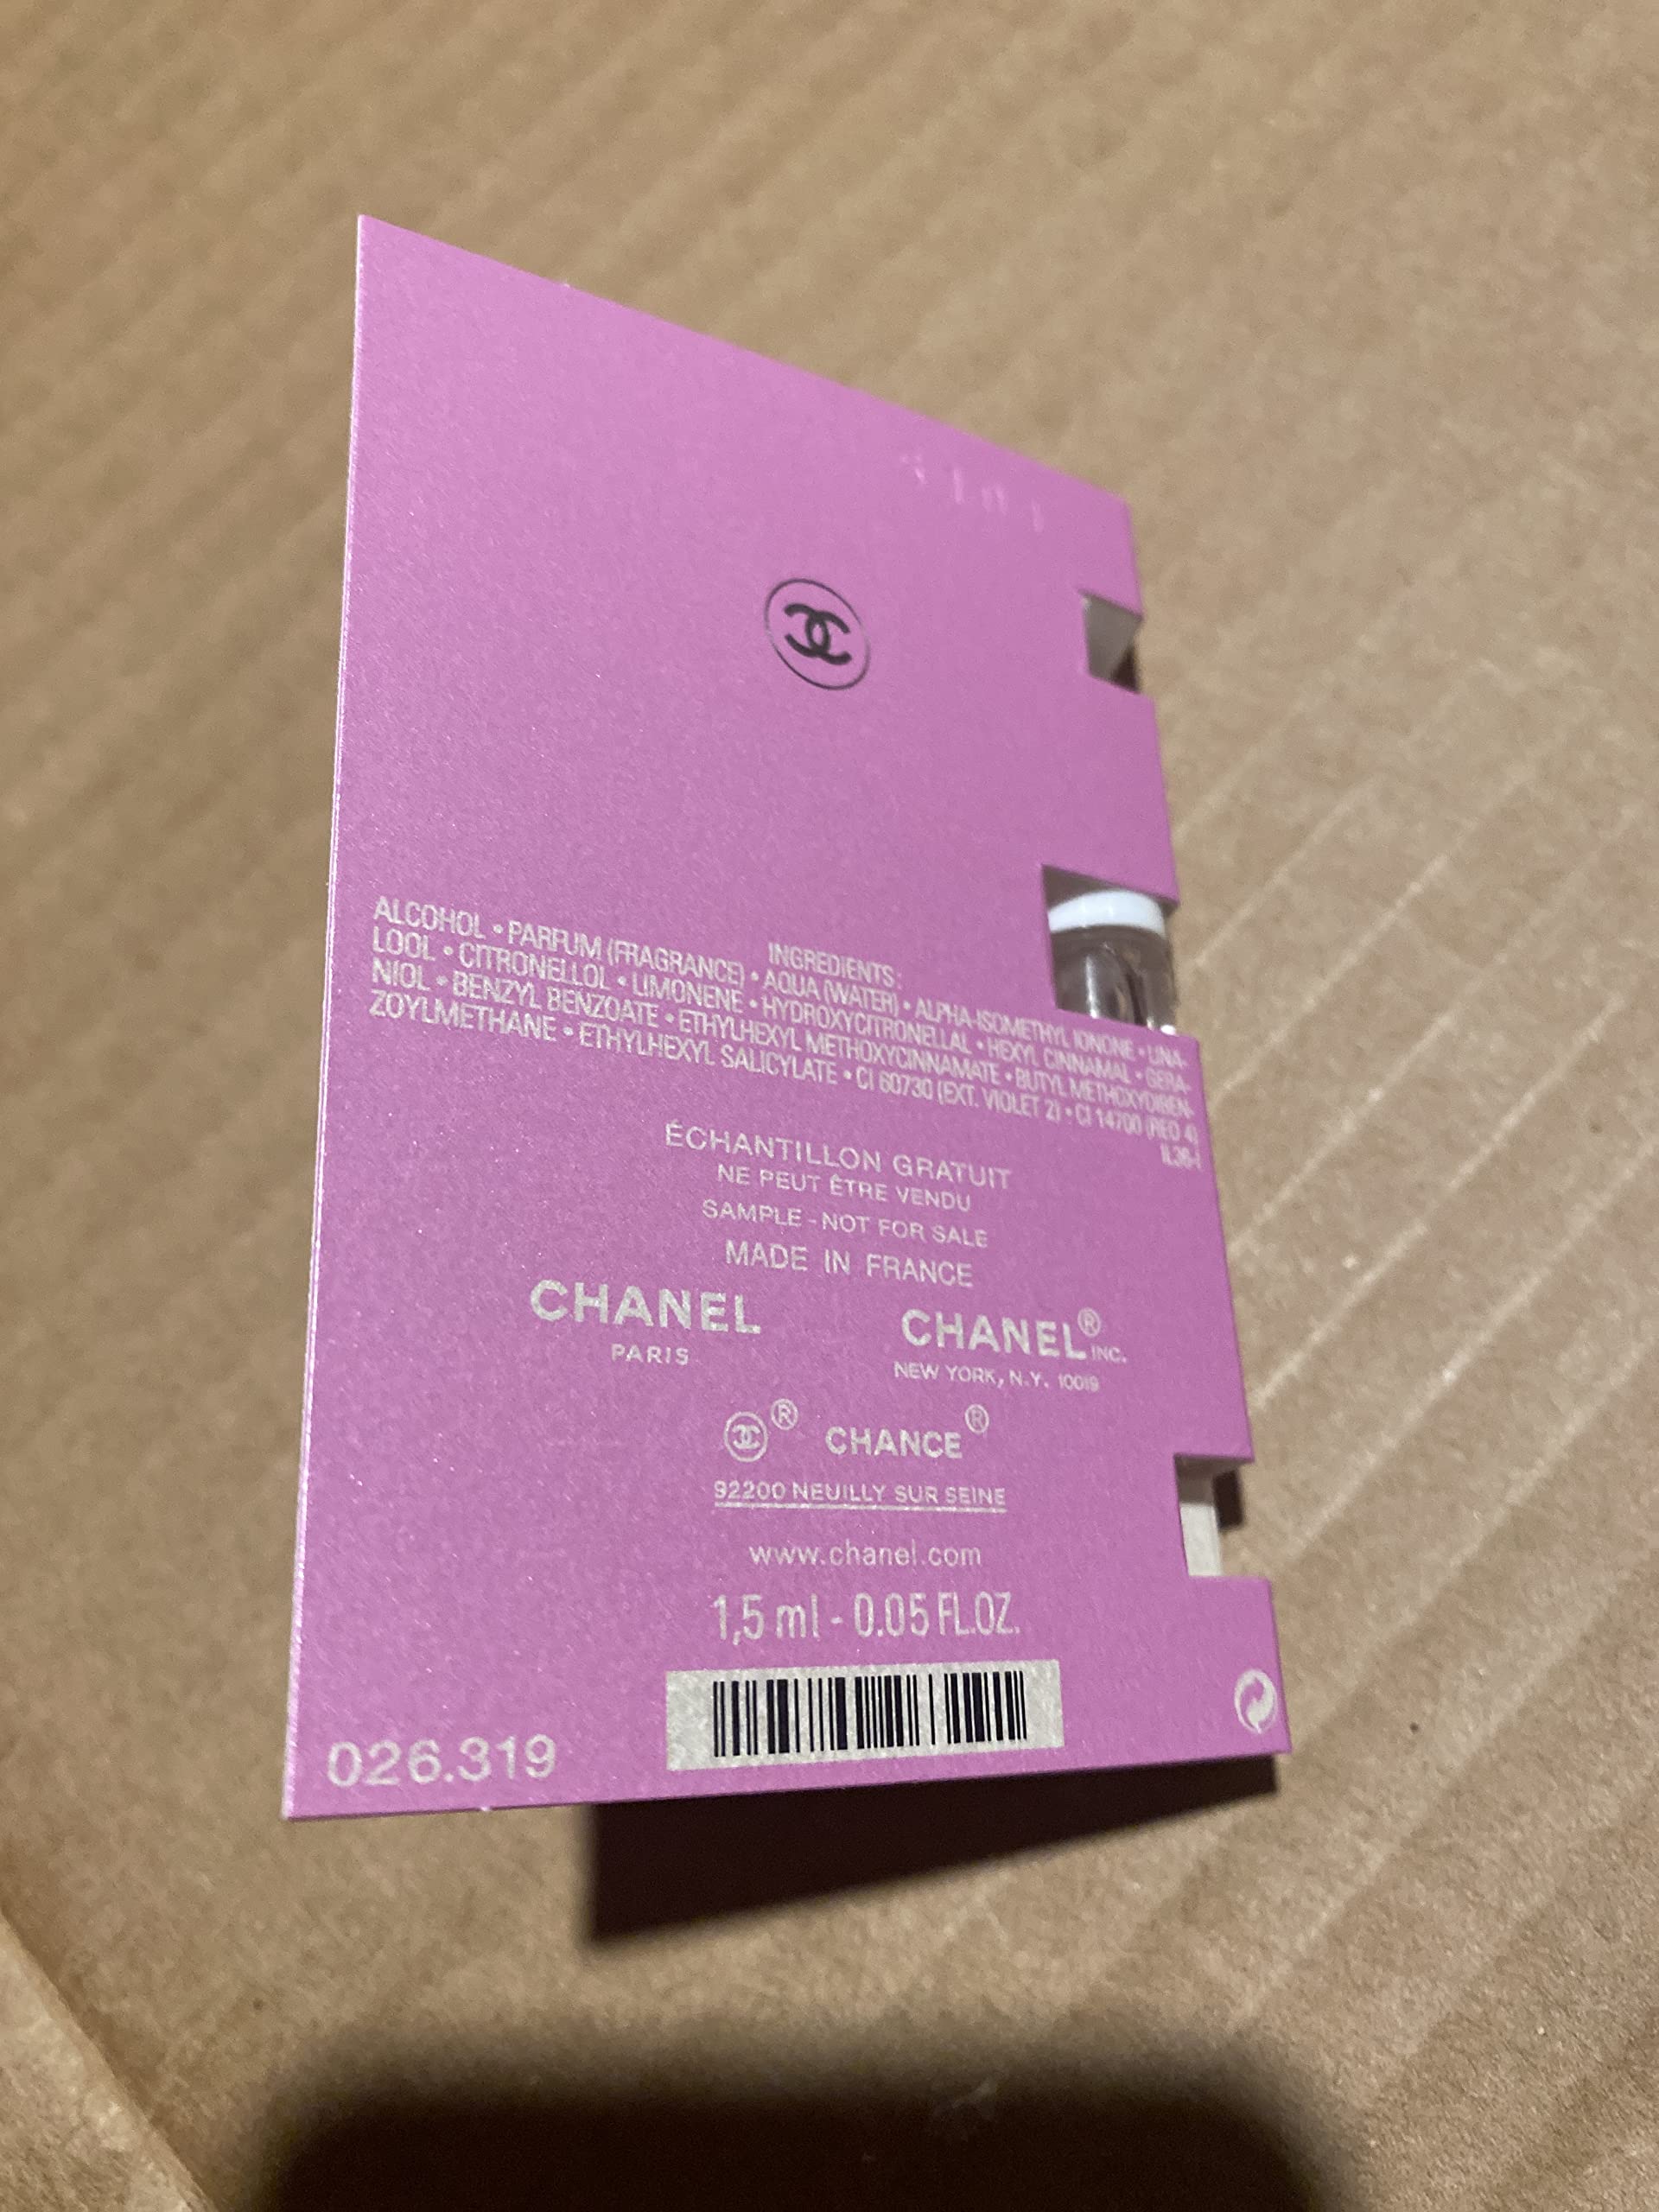 INGREDIENTS:
ALCOHOL • PARFUM (FRAGRANCE) • AQUA (WATER) • ALPHA-ISOMETHYL IONONE • LINA-
LOOL • CITRONELLOL • LIMONENE • HYDROXYCITRONELLAL • HEXYL CINNAMAL • GERA-
NIOL • BENZYL BENZOATE • ETHYLHEXYL METHOXYCINNAMATE • BUTYL METHOXYDIBEN-
ZOYLMETHANE • ETHYLHEXYL SALICYLATE • CI 60730 (EXT. VIOLET 2) • CI 14700 (RED 4)
ÉCHANTILLON GRATUIT
NE PEUT ÊTRE VENDU
SAMPLE - NOT FOR SALE
MADE IN FRANCE
CHANEL
PARIS
CHANEL® INC.
NEW YORK, N.Y. 10019
® CHANCE®
92200 NEUILLY SUR SEINE
www.chanel.com
1,5 ml - 0.05 FL.OZ.
026.319